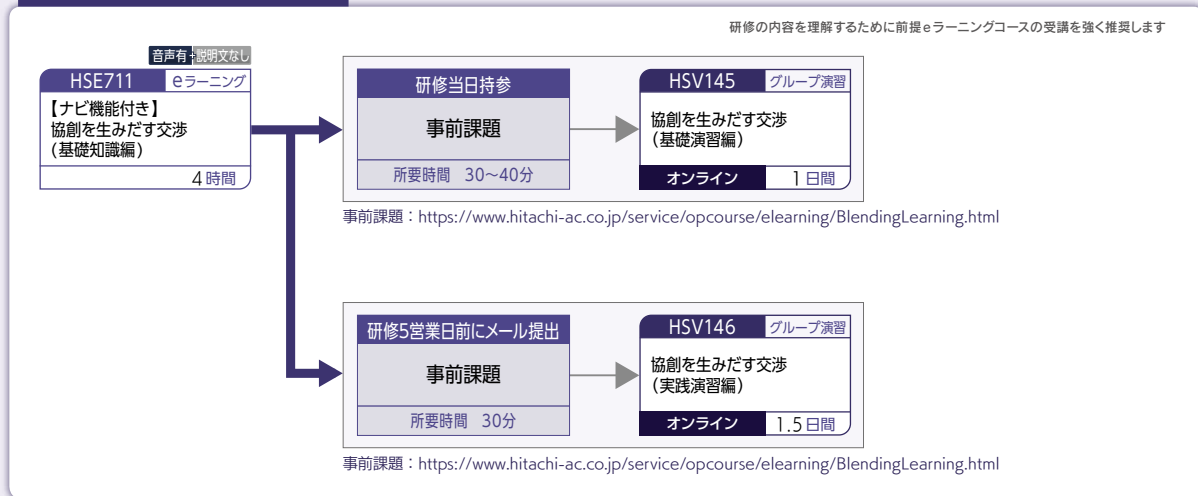 研修の内容を理解するために前提eラーニングコースの受講を強く推奨します
音声有+説明文なし
HSE711 eラーニング
【ナビ機能付き】
協創を生みだす交渉
(基礎知識編)
4時間
研修当日持参
事前課題
所要時間 30〜40分
HSV145 グループ演習
協創を生みだす交渉
(基礎演習編)
オンライン 1日間
事前課題：https://www.hitachi-ac.co.jp/service/opcourse/elearning/BlendingLearning.html
研修5営業日前にメール提出
事前課題
所要時間 30分
HSV146 グループ演習
協創を生みだす交渉
(実践演習編)
オンライン 1.5日間
事前課題：https://www.hitachi-ac.co.jp/service/opcourse/elearning/BlendingLearning.html